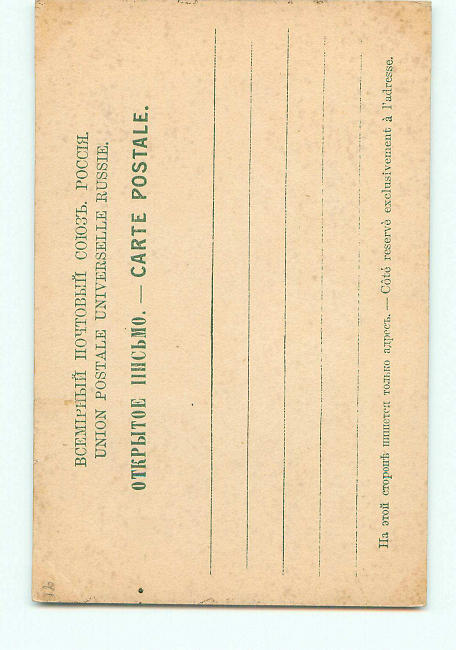 ВСЕМІРНЫЙ ПОЧТОВЫЙ СОЮЗЪ. РОССІЯ.
UNION POSTALE UNIVERSELLE RUSSIE.
ОТКРЫТОЕ ПИСЬМО. — CARTE POSTALE.
На этой сторонѣ пишется только адресъ. — Côté reservè exclusivement à l'adresse.